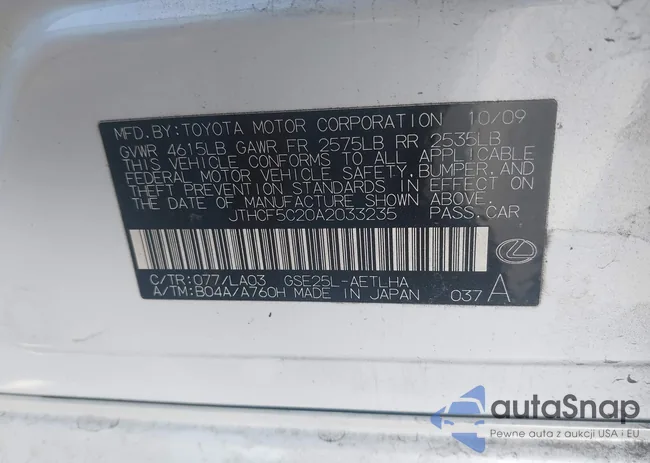 MFD.BY:TOYOTA MOTOR CORPORATION 10/09
GVWR 4615LB GAWR FR 2575LB RR 2535LB
THIS VEHICLE CONFORMS TO ALL APPLICABLE
FEDERAL MOTOR VEHICLE SAFETY,BUMPER,AND
THEFT PREVENTION STANDARDS IN EFFECT ON
THE DATE OF MANUFACTURE SHOWN ABOVE.
JTHCF5C20A2033235 PASS.CAR
C/TR:077/LA03 GSE25L-AETLHA
A/TM:B04A/A760H MADE IN JAPAN 037 A
autaSnap
Pewne auta z aukcji USA i EU